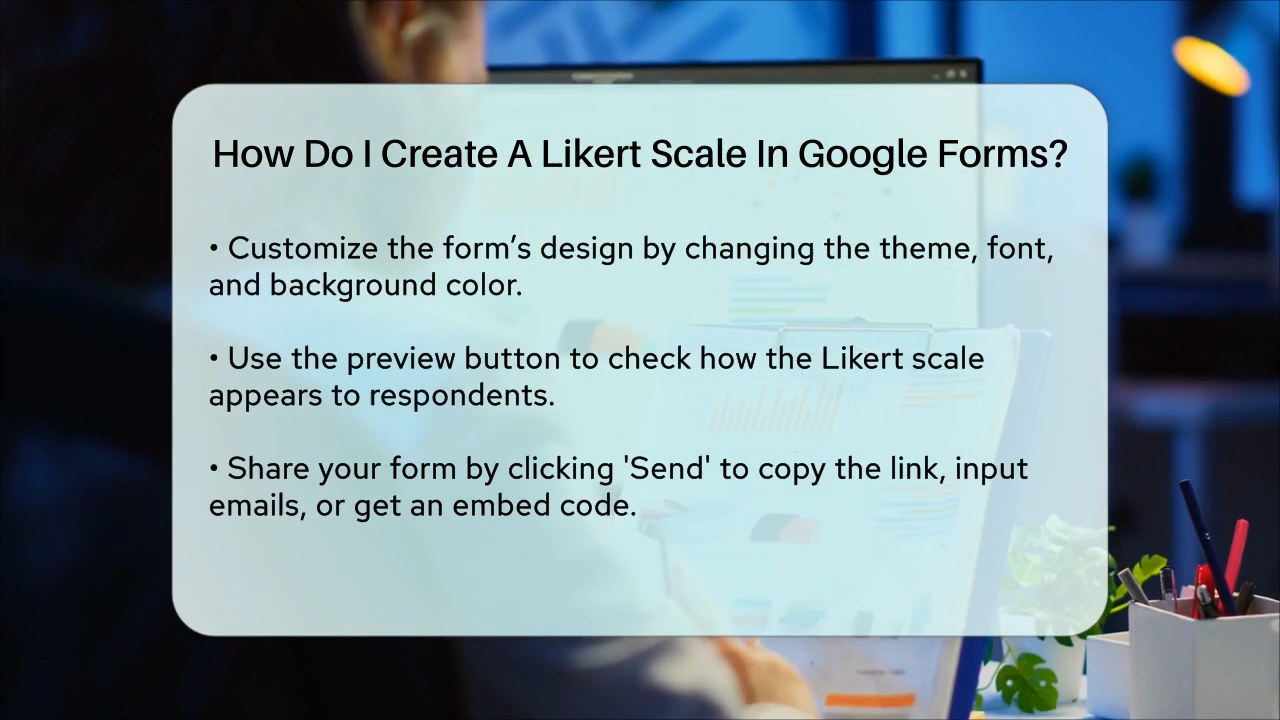 How Do I Create A Likert Scale In Google Forms?
• Customize the form’s design by changing the theme, font,
and background color.
• Use the preview button to check how the Likert scale
appears to respondents.
• Share your form by clicking 'Send' to copy the link, input
emails, or get an embed code.